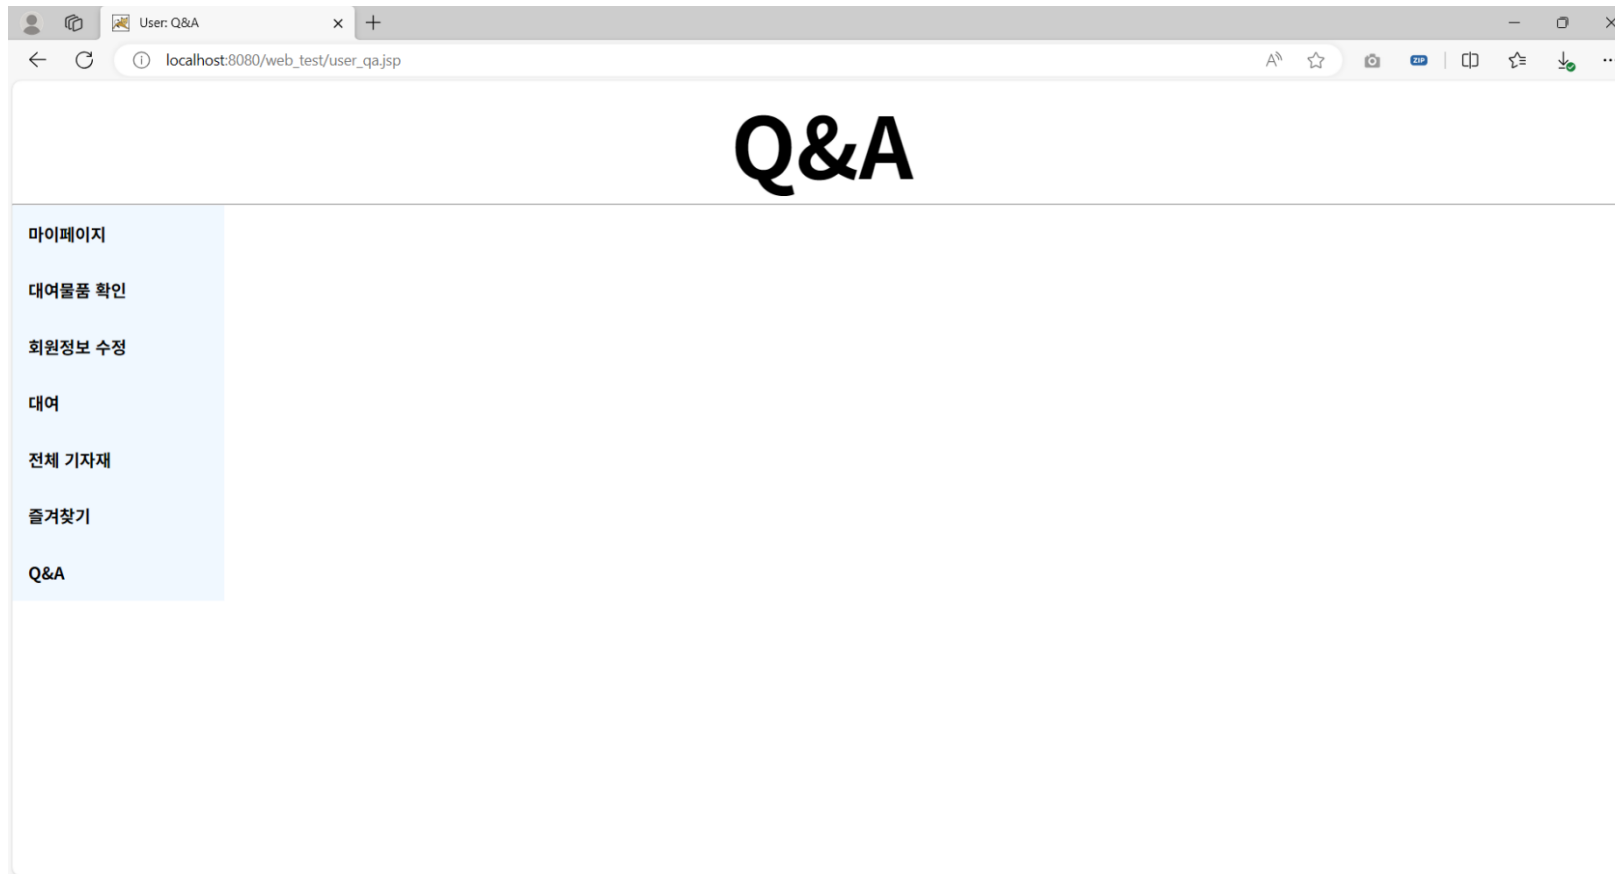 User: Q&A
localhost:8080/web_test/user_qa.jsp
ZIP
Q&A
마이페이지
대여물품 확인
회원정보 수정
대여
전체 기자재
즐겨찾기
Q&A